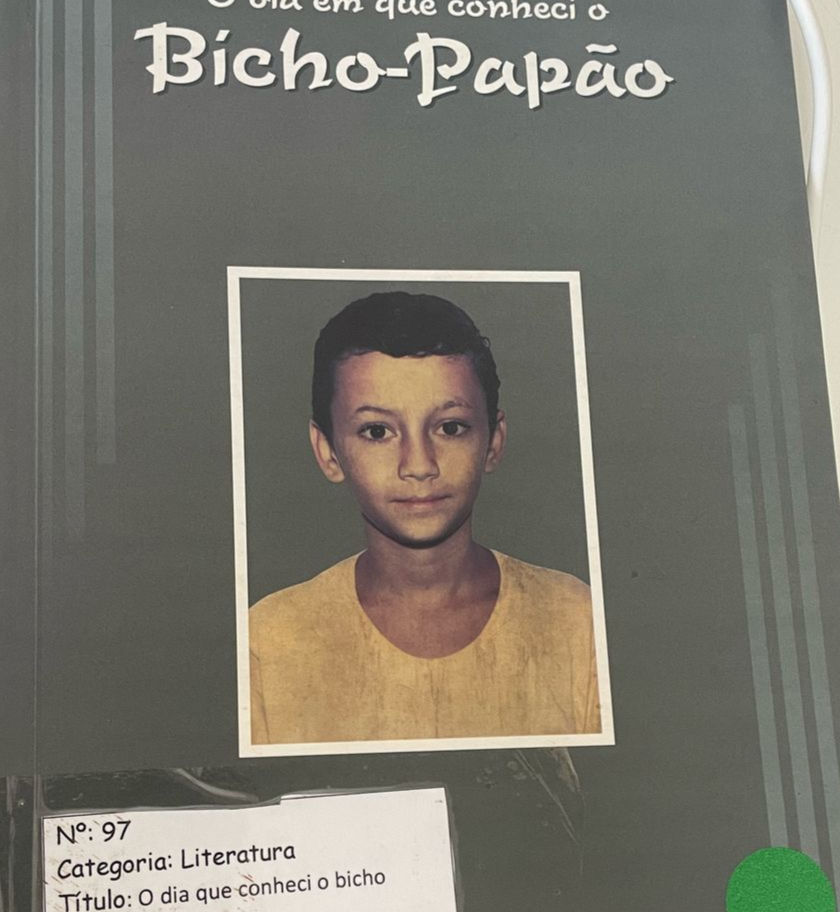 O dia em que conheci o
Bicho-Papão
Nº: 97
Categoria: Literatura
Título: O dia que conheci o bicho